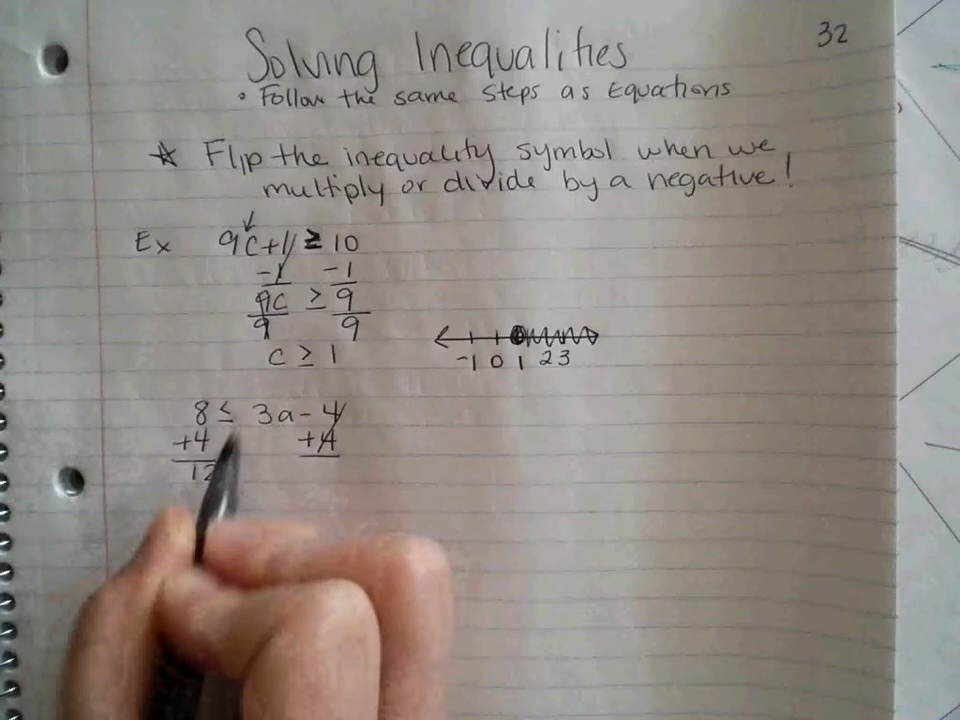 32
Solving Inequalities
• Follow the same steps as Equations
☆ Flip the inequality symbol when we
multiply or divide by a negative!
Ex 9c+1 ≥ 10
-1 -1
9c ≥ 9
9 9
c ≥ 1
-1 0 1 2 3
8 ≤ 3a - 4
+4 +4
12